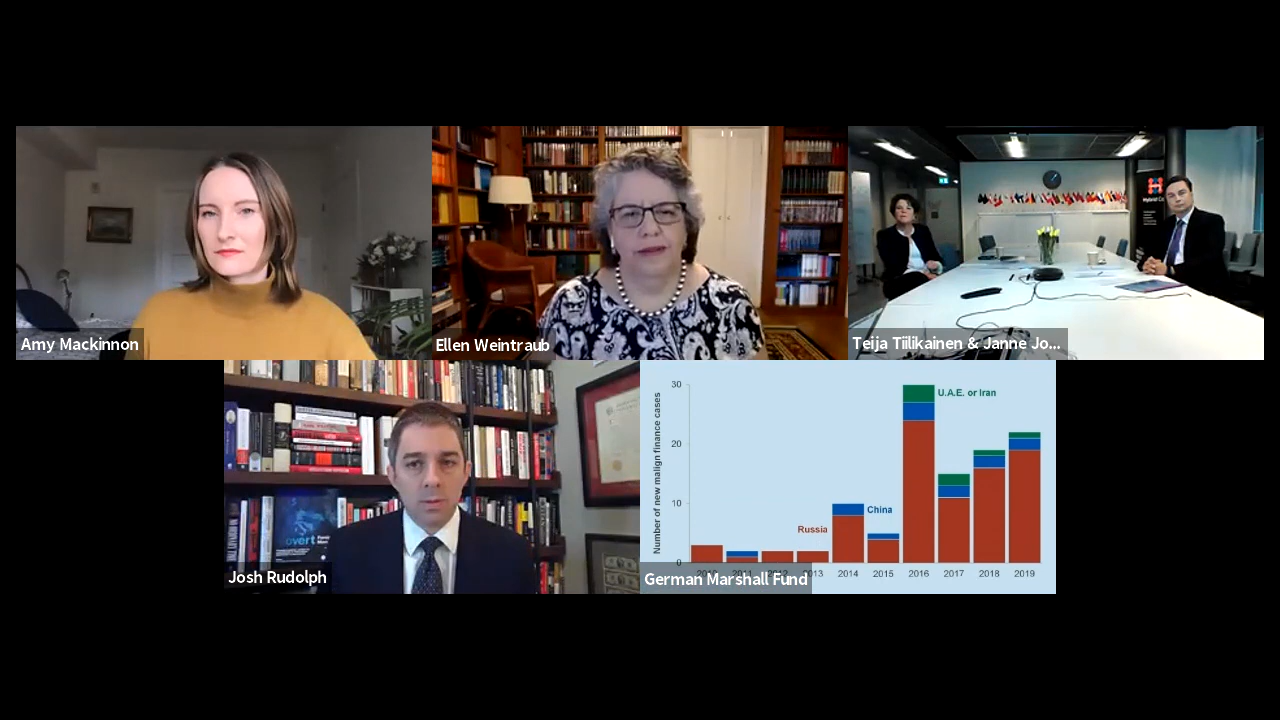 Amy Mackinnon
Ellen Weintraub
Teija Tiilikainen & Janne Jo...
Josh Rudolph
German Marshall Fund
Number of new malign finance cases
30
20
10
0
U.A.E. or Iran
China
Russia
2014 2015 2016 2017 2018 2019
overt